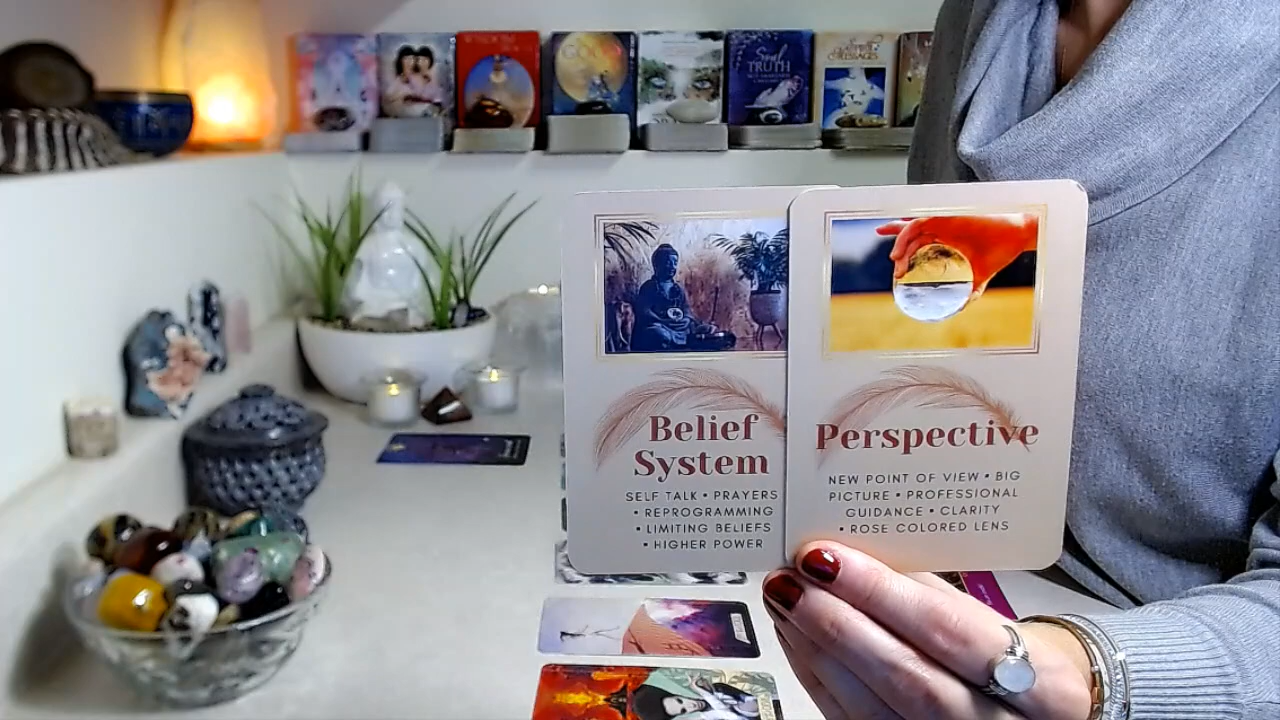 WISDOM
SOUL
TRUTH
Belief
System
SELF TALK • PRAYERS
• REPROGRAMMING
• LIMITING BELIEFS
• HIGHER POWER
Perspective
NEW POINT OF VIEW • BIG
PICTURE • PROFESSIONAL
GUIDANCE • CLARITY
• ROSE COLORED LENS